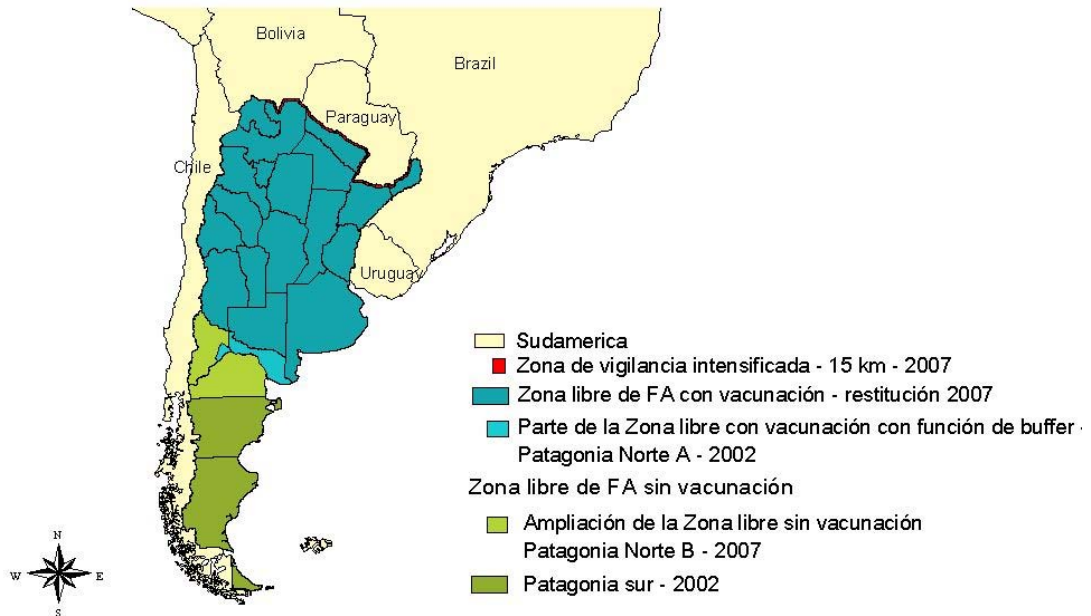 Bolivia
Brazil
Paraguay
Chile
Uruguay
Sudamerica
Zona de vigilancia intensificada - 15 km - 2007
Zona libre de FA con vacunación - restitución 2007
Parte de la Zona libre con vacunación con función de buffer -
Patagonia Norte A - 2002
Zona libre de FA sin vacunación
Ampliación de la Zona libre sin vacunación
Patagonia Norte B - 2007
Patagonia sur - 2002
N
W E
S